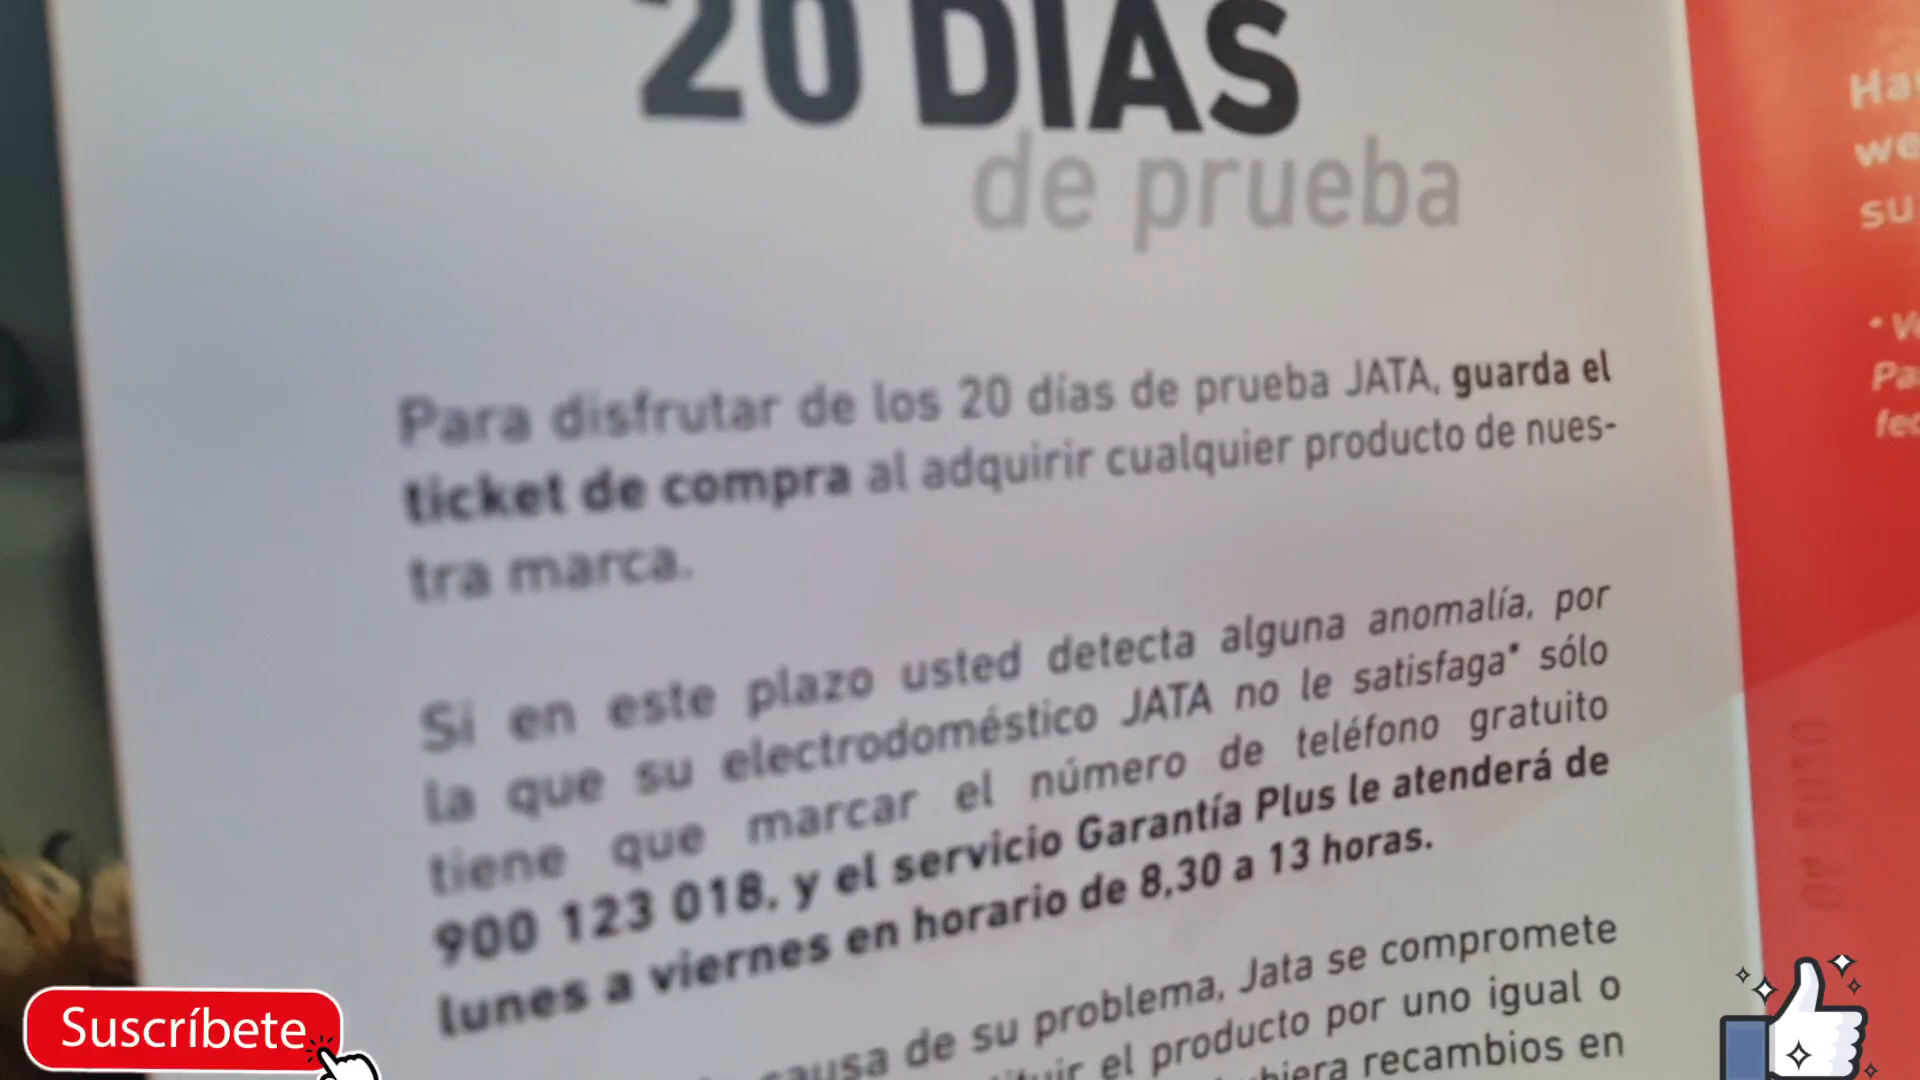 20 DÍAS
de prueba
Para disfrutar de los 20 días de prueba JATA, guarda el
ticket de compra al adquirir cualquier producto de nues-
tra marca.
Si en este plazo usted detecta alguna anomalía, por
la que su electrodoméstico JATA no le satisfaga* sólo
tiene que marcar el número de teléfono gratuito
900 123 018, y el servicio Garantía Plus le atenderá de
lunes a viernes en horario de 8,30 a 13 horas.
causa de su problema, Jata se compromete
el producto por uno igual o
recambios en
su
Suscríbete